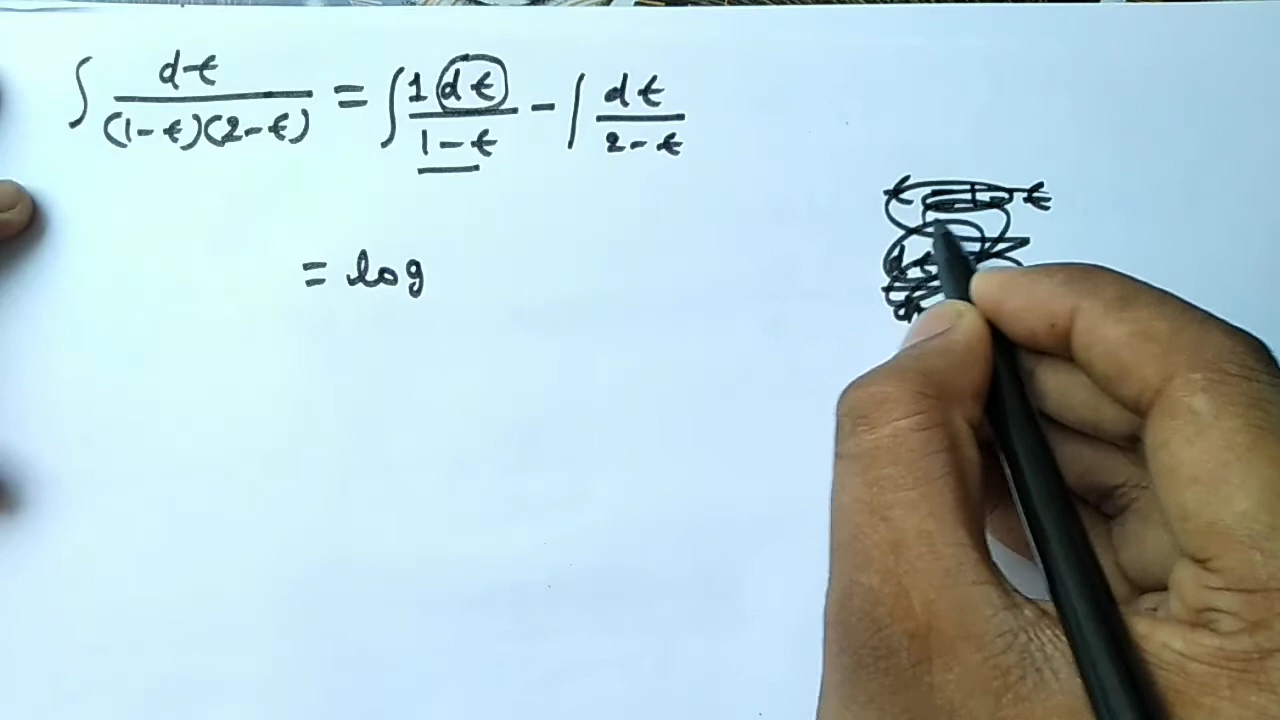 ∫ dt/(1-t)(2-t) = ∫ 1 dt/1-t - ∫ dt/2-t
= log